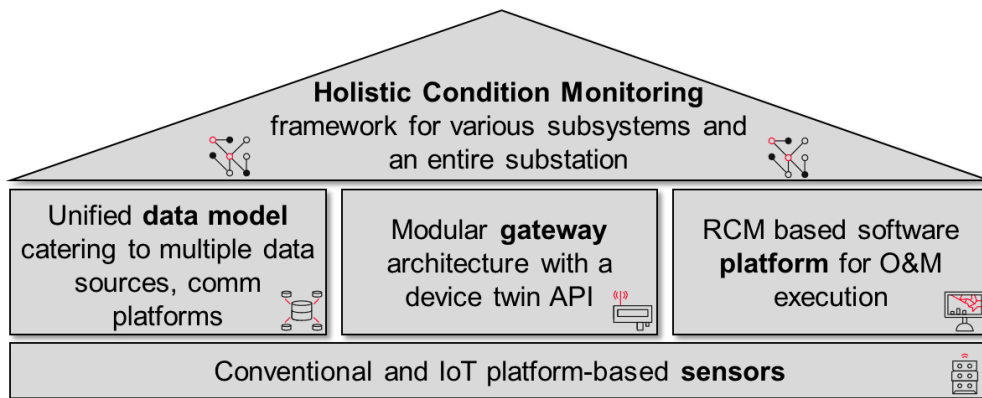 Holistic Condition Monitoring
framework for various subsystems and
an entire substation
Unified data model
catering to multiple data
sources, comm
platforms
Modular gateway
architecture with a
device twin API
RCM based software
platform for O&M
execution
Conventional and IoT platform-based sensors